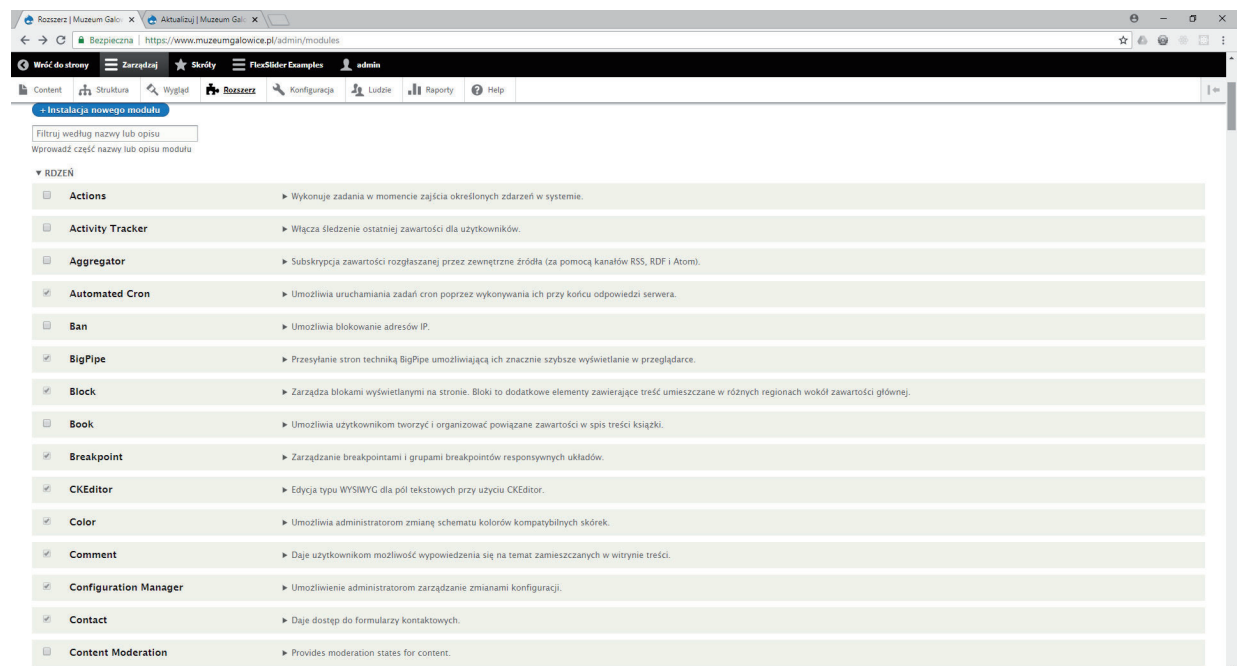 Rozszerz | Muzeum Galo Aktualizuj | Muzeum Gal
Bezpieczna https://www.muzeumgalowice.pl/admin/modules
Wróć do strony Zarządzaj Skróty FlexSlider Examples admin
Content Struktura Wygląd Rozszerz Konfiguracja Ludzie Raporty Help
+ Instalacja nowego modułu
Filtruj według nazwy lub opisu
Wprowadź część nazwy lub opisu modułu
▼ RDZEŃ
Actions ► Wykonuje zadania w momencie zajścia określonych zdarzeń w systemie.
Activity Tracker ► Włącza śledzenie ostatniej zawartości dla użytkowników.
Aggregator ► Subskrypcja zawartości rozgłaszanej przez zewnętrzne źródła (za pomocą kanałów RSS, RDF i Atom).
Automated Cron ► Umożliwia uruchamiania zadań cron poprzez wykonywania ich przy końcu odpowiedzi serwera.
Ban ► Umożliwia blokowanie adresów IP.
BigPipe ► Przesyłanie stron techniką BigPipe umożliwiającą ich znacznie szybsze wyświetlanie w przeglądarce.
Block ► Zarządza blokami wyświetlanymi na stronie. Bloki to dodatkowe elementy zawierające treść umieszczane w różnych regionach wokół zawartości głównej.
Book ► Umożliwia użytkownikom tworzyć i organizować powiązane zawartości w spis treści książki.
Breakpoint ► Zarządzanie breakpointami i grupami breakpointów responsywnych układów.
CKEditor ► Edycja typu WYSIWYG dla pól tekstowych przy użyciu CKEditor.
Color ► Umożliwia administratorom zmianę schematu kolorów kompatybilnych skórek.
Comment ► Daje użytkownikom możliwość wypowiedzenia się na temat zamieszczanych w witrynie treści.
Configuration Manager ► Umożliwienie administratorom zarządzanie zmianami konfiguracji.
Contact ► Daje dostęp do formularzy kontaktowych.
Content Moderation ► Provides moderation states for content.